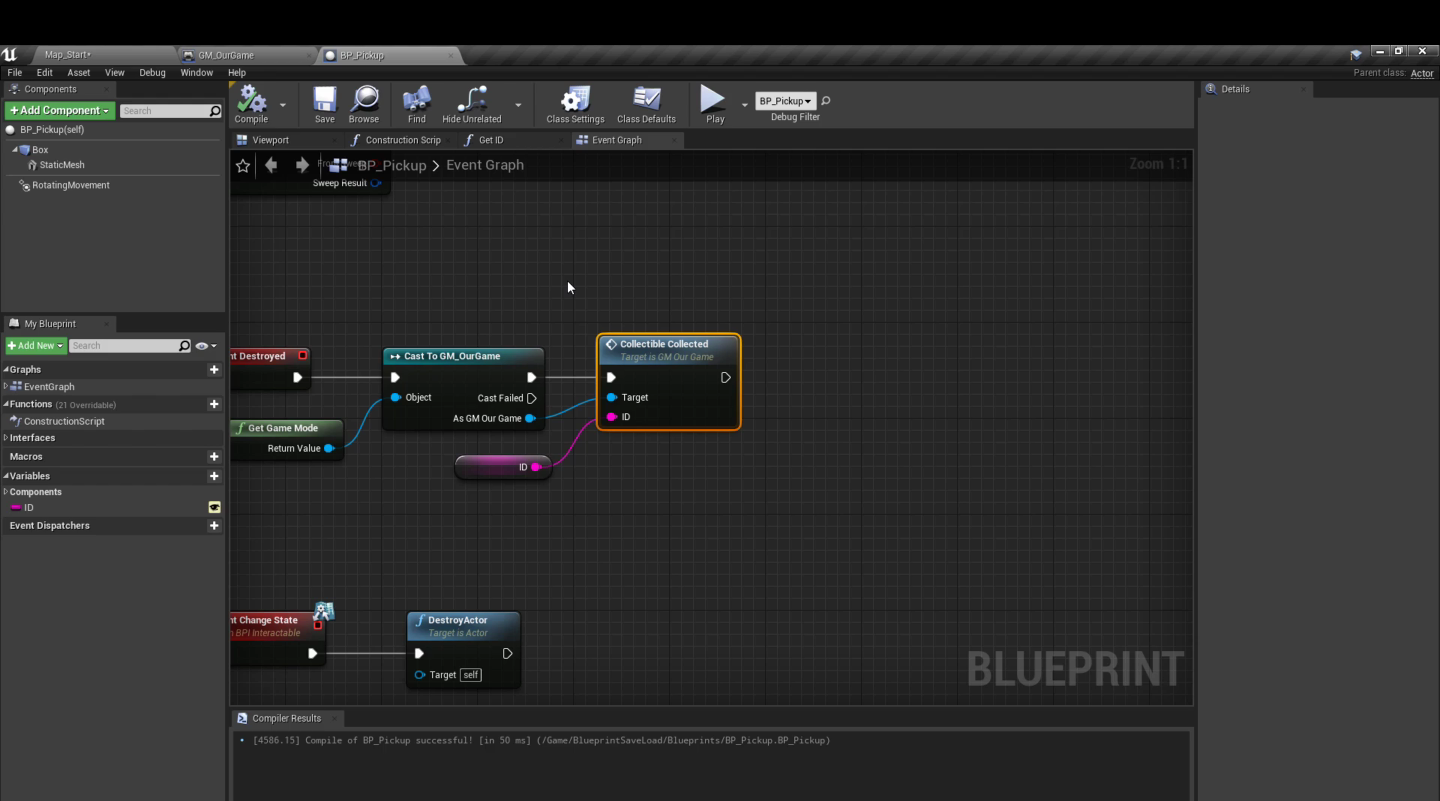 Map_Start•
GM_OurGame
BP_Pickup
File Edit Asset View Debug Window Help
Parent class: Actor
Components
+ Add Component
Search
BP_Pickup(self)
Box
StaticMesh
RotatingMovement
Compile
Save
Browse
Find
Hide Unrelated
Class Settings
Class Defaults
Play
BP_Pickup
Debug Filter
Details
Viewport
Construction Scrip
Get ID
Event Graph
BP_Pickup > Event Graph
Zoom 1:1
Sweep Result
nt Destroyed
Cast To GM_OurGame
Object
Cast Failed
As GM Our Game
Collectible Collected
Target is GM Our Game
Target
ID
Get Game Mode
Return Value
ID
nt Change State
n BPI Interactable
DestroyActor
Target is Actor
Target self
BLUEPRINT
My Blueprint
+ Add New
Search
Graphs
EventGraph
Functions (21 Overridable)
ConstructionScript
Interfaces
Macros
Variables
Components
ID
Event Dispatchers
Compiler Results
• [4586.15] Compile of BP_Pickup successful! [in 50 ms] (/Game/BlueprintSaveLoad/Blueprints/BP_Pickup.BP_Pickup)